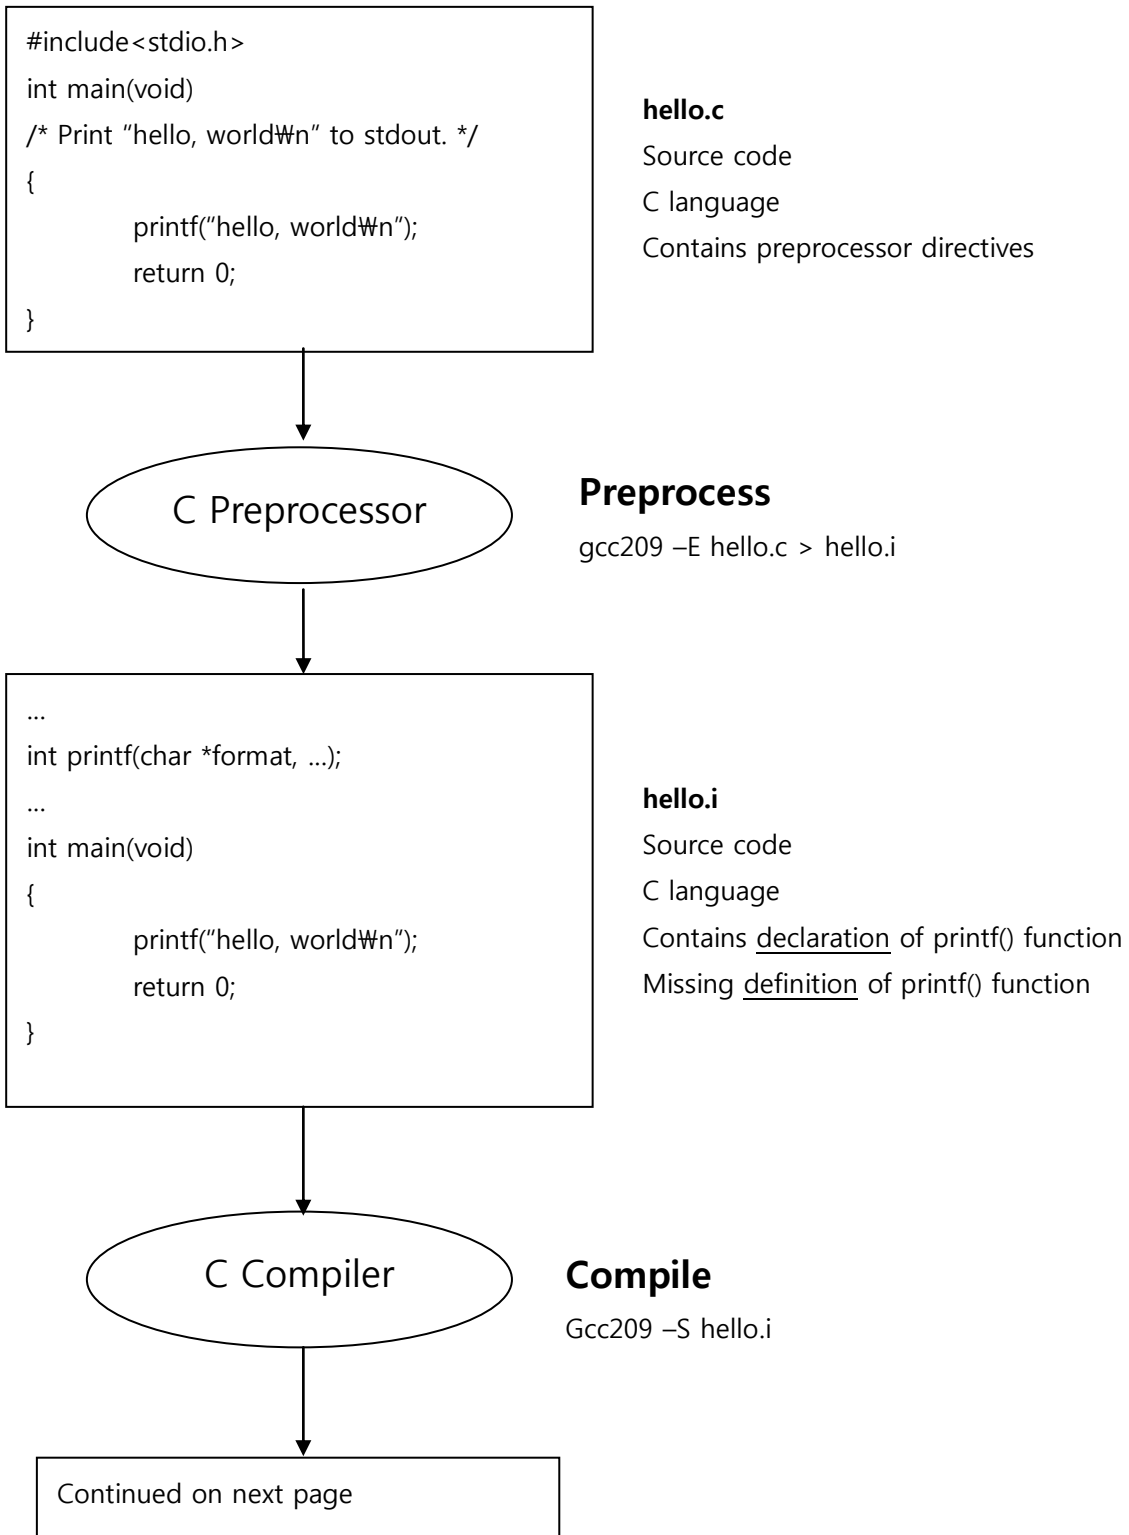 #include<stdio.h>
int main(void)
/* Print "hello, world₩n" to stdout. */
{
printf("hello, world₩n");
return 0;
}
hello.c
Source code
C language
Contains preprocessor directives
C Preprocessor
Preprocess
gcc209 –E hello.c > hello.i
...
int printf(char *format, ...);
...
int main(void)
{
printf("hello, world₩n");
return 0;
}
hello.i
Source code
C language
Contains declaration of printf() function
Missing definition of printf() function
C Compiler
Compile
Gcc209 –S hello.i
Continued on next page